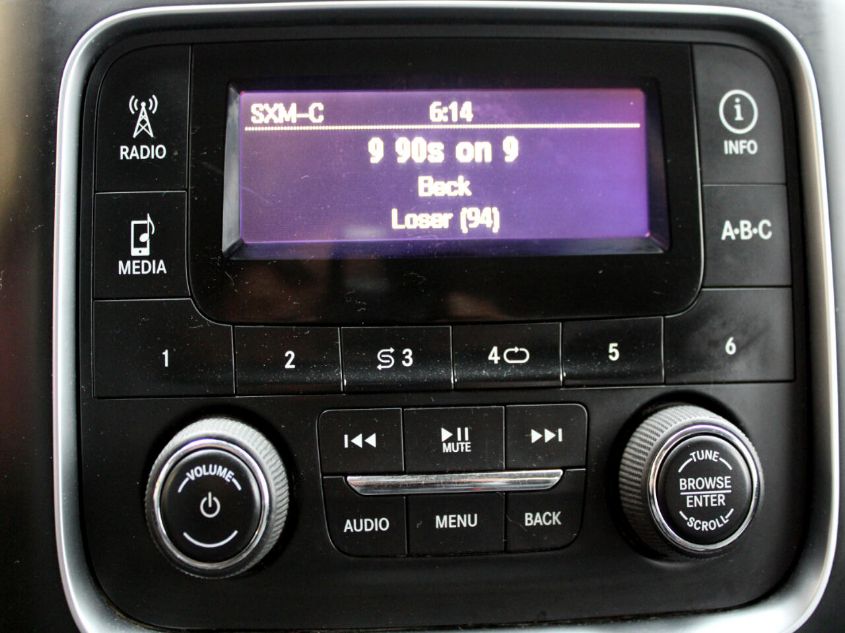 SXM-C 6:14
9 90s on 9
Beck
Loser (94)
RADIO
INFO
MEDIA
A•B•C
1 2 3 4 5 6
VOLUME
MUTE
AUDIO MENU BACK
TUNE
BROWSE
ENTER
SCROLL